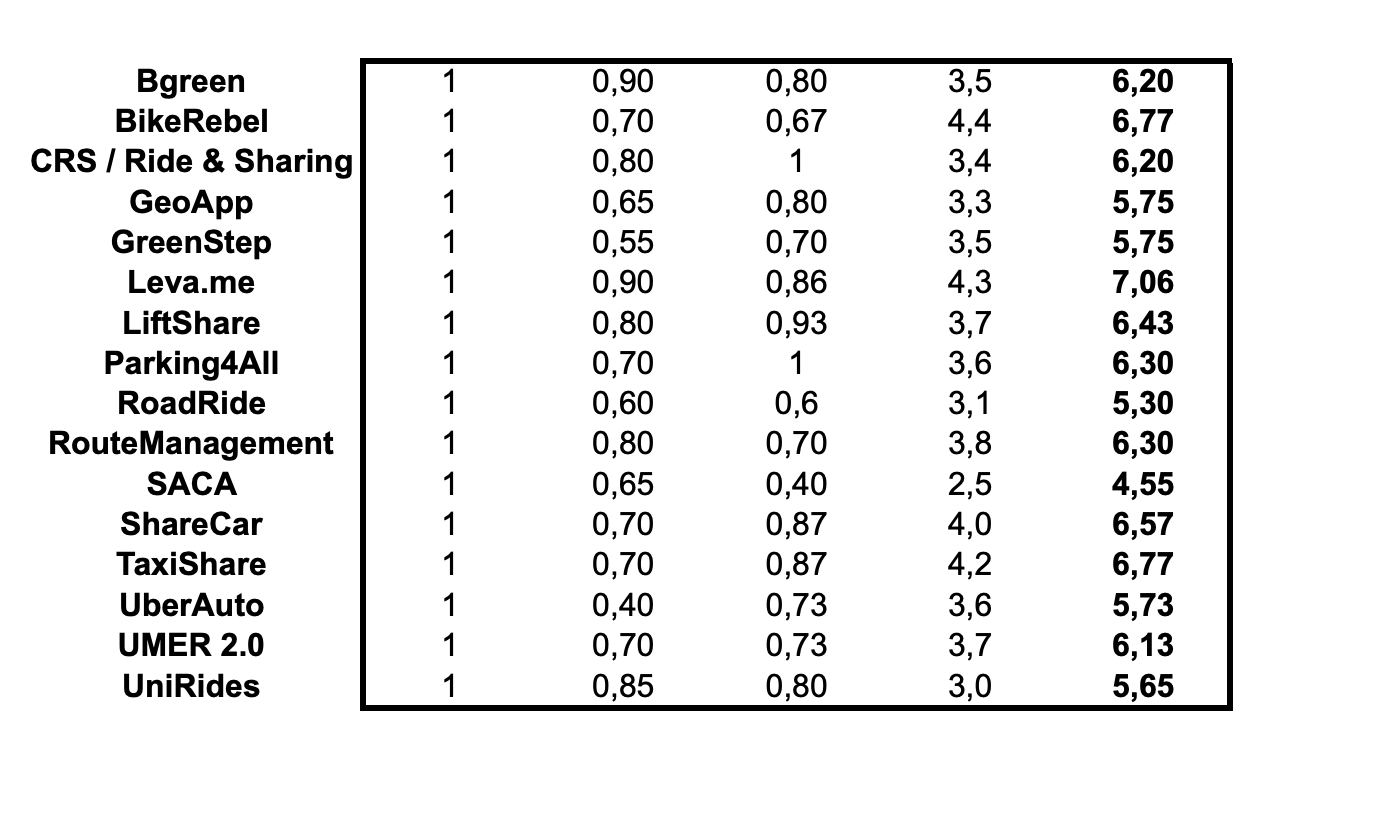 Bgreen 1 0,90 0,80 3,5 6,20
BikeRebel 1 0,70 0,67 4,4 6,77
CRS / Ride & Sharing 1 0,80 1 3,4 6,20
GeoApp 1 0,65 0,80 3,3 5,75
GreenStep 1 0,55 0,70 3,5 5,75
Leva.me 1 0,90 0,86 4,3 7,06
LiftShare 1 0,80 0,93 3,7 6,43
Parking4All 1 0,70 1 3,6 6,30
RoadRide 1 0,60 0,6 3,1 5,30
RouteManagement 1 0,80 0,70 3,8 6,30
SACA 1 0,65 0,40 2,5 4,55
ShareCar 1 0,70 0,87 4,0 6,57
TaxiShare 1 0,70 0,87 4,2 6,77
UberAuto 1 0,40 0,73 3,6 5,73
UMER 2.0 1 0,70 0,73 3,7 6,13
UniRides 1 0,85 0,80 3,0 5,65